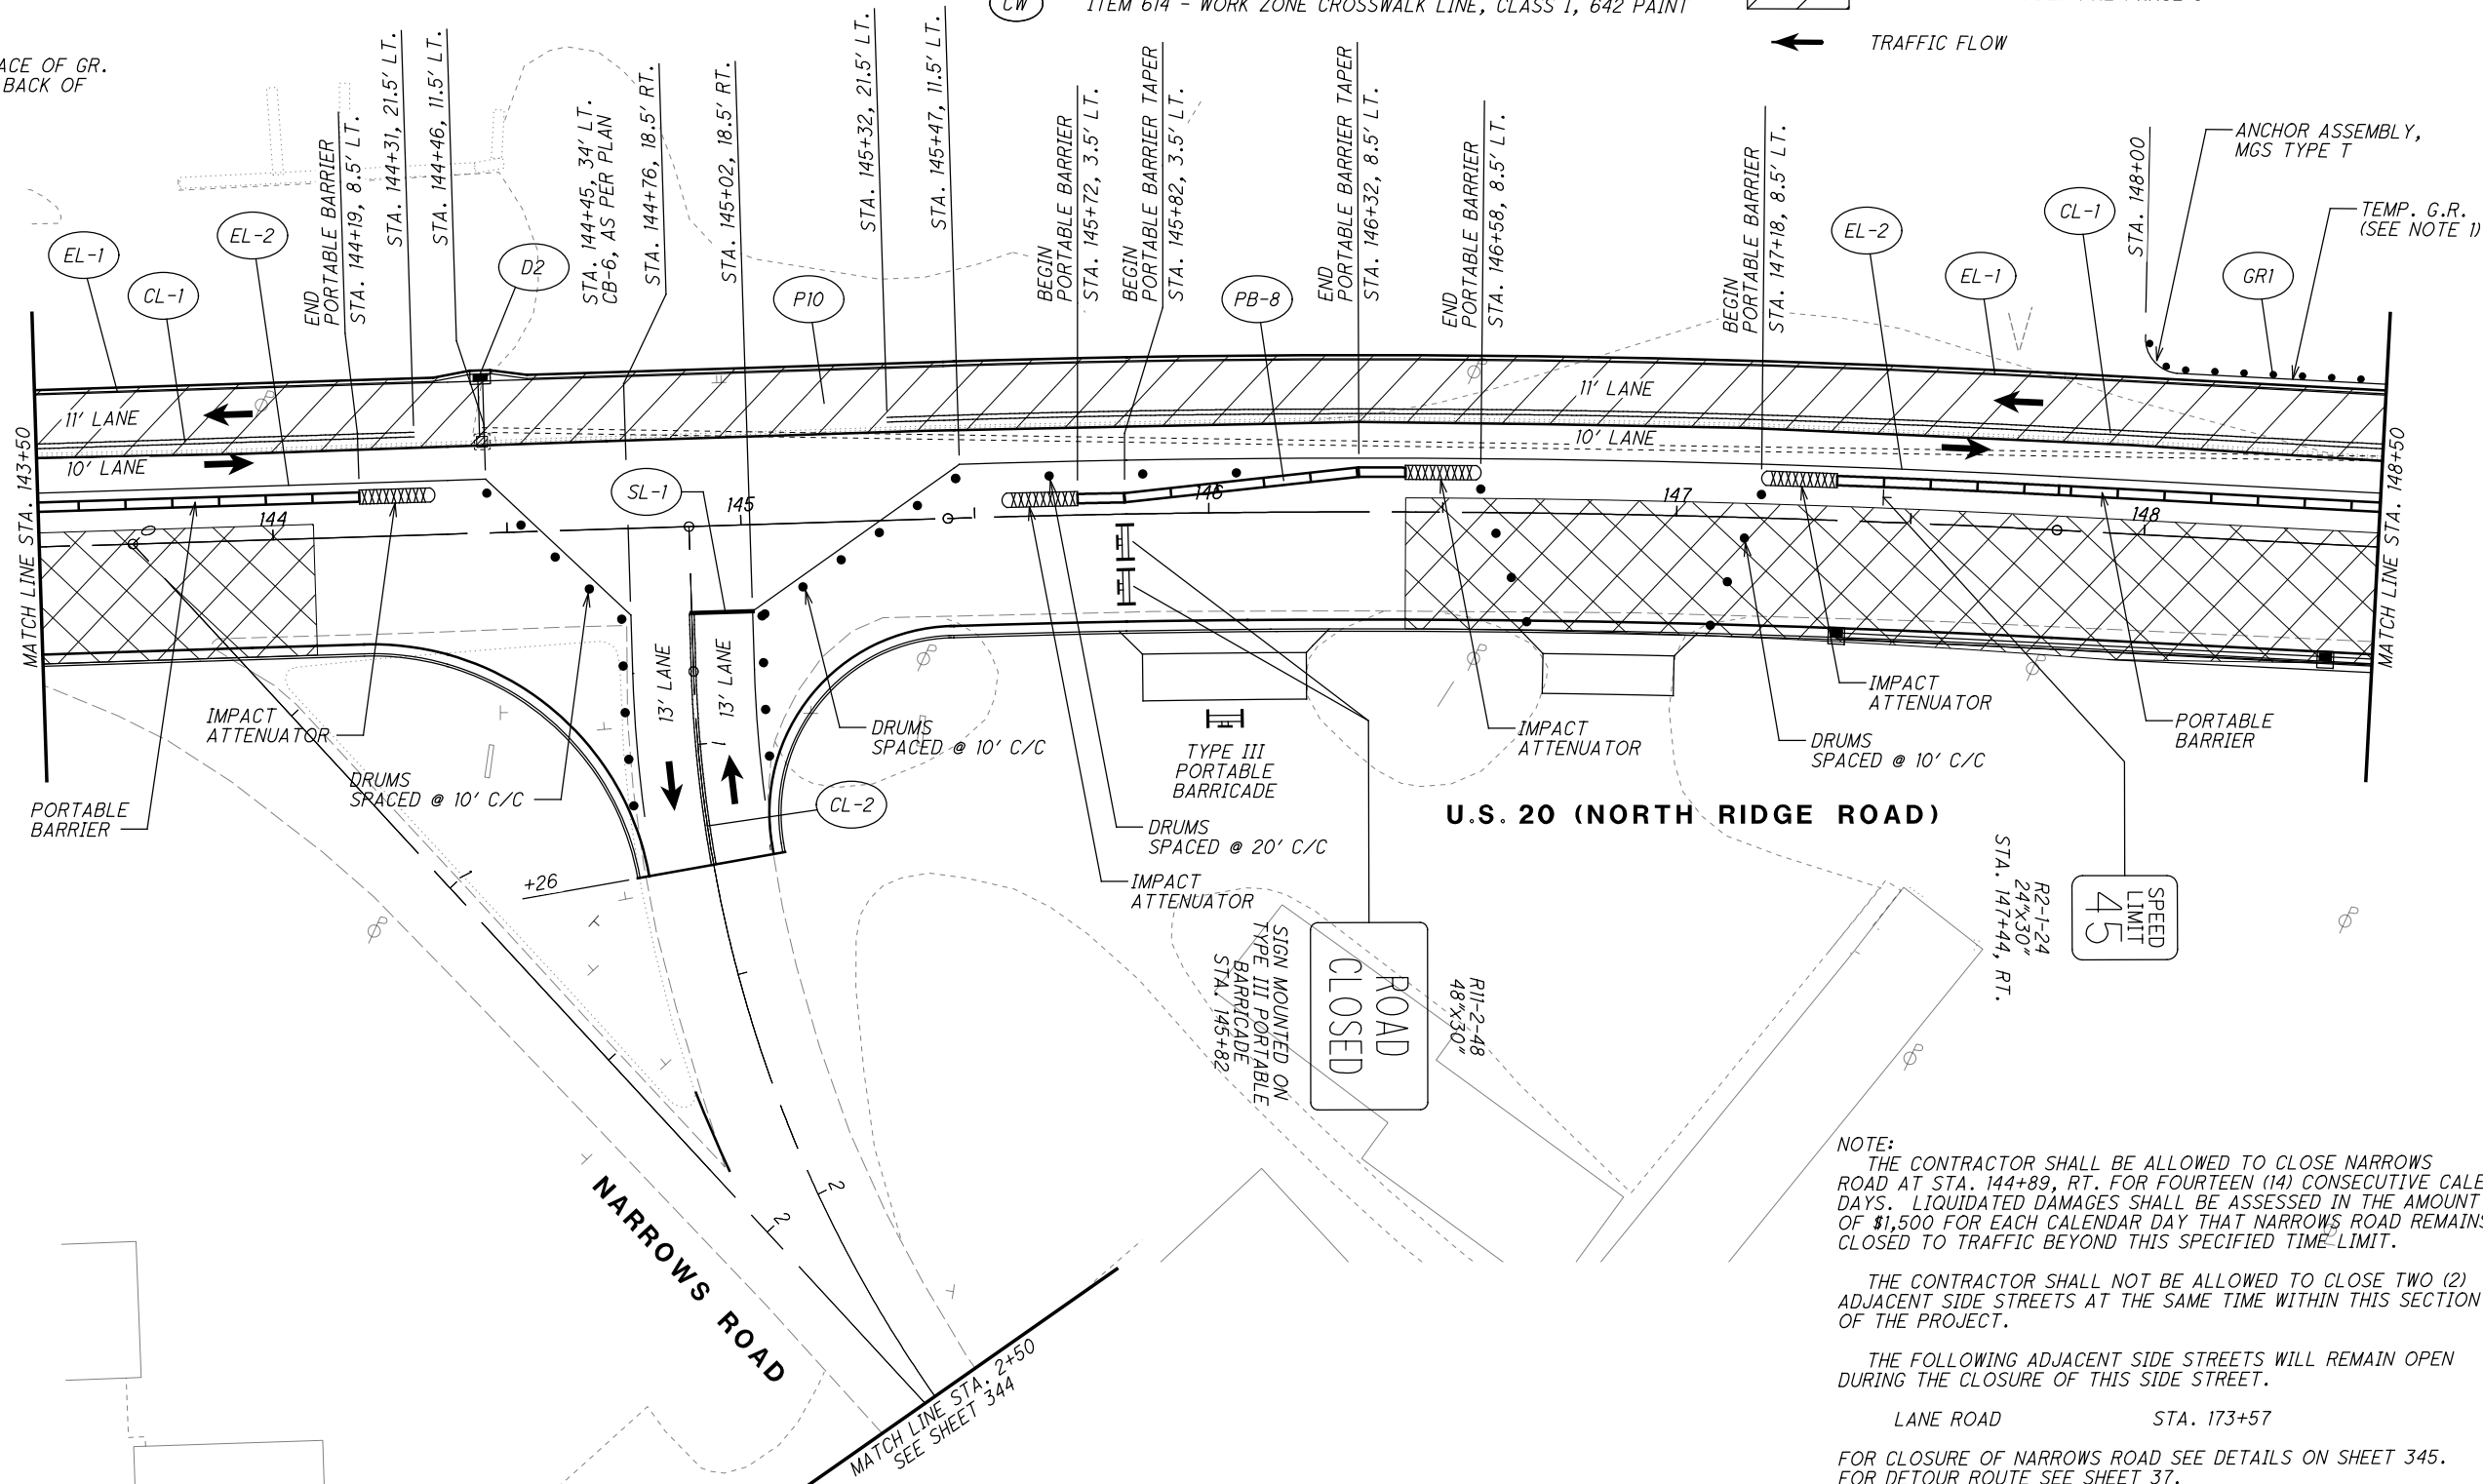 CW
ITEM 614 - WORK ZONE CROSSWALK LINE, CLASS I, 642 PAINT
TRAFFIC FLOW
ACE OF GR.
BACK OF
EL-1
CL-1
EL-2
END
PORTABLE BARRIER
STA. 144+19, 8.5' LT.
STA. 144+31, 21.5' LT.
STA. 144+46, 11.5' LT.
D2
STA. 144+45, 34' LT.
CB-6, AS PER PLAN
STA. 144+76, 18.5' RT.
STA. 145+02, 18.5' RT.
P10
STA. 145+32, 21.5' LT.
STA. 145+47, 11.5' LT.
BEGIN
PORTABLE BARRIER
STA. 145+72, 3.5' LT.
BEGIN
PORTABLE BARRIER TAPER
STA. 145+82, 3.5' LT.
PB-8
END
PORTABLE BARRIER TAPER
STA. 146+32, 8.5' LT.
END
PORTABLE BARRIER
STA. 146+58, 8.5' LT.
BEGIN
PORTABLE BARRIER
STA. 147+18, 8.5' LT.
EL-2
EL-1
CL-1
STA. 148+00
ANCHOR ASSEMBLY,
MGS TYPE T
TEMP. G.R.
(SEE NOTE 1)
GR1
MATCH LINE STA. 143+50
11' LANE
10' LANE
11' LANE
10' LANE
MATCH LINE STA. 148+50
144
SL-1
145
146
147
148
13' LANE
13' LANE
IMPACT
ATTENUATOR
DRUMS
SPACED @ 10' C/C
PORTABLE
BARRIER
DRUMS
SPACED @ 10' C/C
CL-2
TYPE III
PORTABLE
BARRICADE
DRUMS
SPACED @ 20' C/C
IMPACT
ATTENUATOR
IMPACT
ATTENUATOR
IMPACT
ATTENUATOR
DRUMS
SPACED @ 10' C/C
PORTABLE
BARRIER
U.S. 20 (NORTH RIDGE ROAD)
+26
1
1
2
2
SPEED
LIMIT
45
R2-1-24
24"x30"
STA. 147+44, RT.
ROAD
CLOSED
R11-2-48
48"x30"
SIGN MOUNTED ON
TYPE III PORTABLE
BARRICADE
STA. 145+82
NARROWS ROAD
MATCH LINE STA. 2+50
SEE SHEET 344
NOTE:
THE CONTRACTOR SHALL BE ALLOWED TO CLOSE NARROWS
ROAD AT STA. 144+89, RT. FOR FOURTEEN (14) CONSECUTIVE CALE
DAYS. LIQUIDATED DAMAGES SHALL BE ASSESSED IN THE AMOUNT
OF $1,500 FOR EACH CALENDAR DAY THAT NARROWS ROAD REMAINS
CLOSED TO TRAFFIC BEYOND THIS SPECIFIED TIME LIMIT.
THE CONTRACTOR SHALL NOT BE ALLOWED TO CLOSE TWO (2)
ADJACENT SIDE STREETS AT THE SAME TIME WITHIN THIS SECTION
OF THE PROJECT.
THE FOLLOWING ADJACENT SIDE STREETS WILL REMAIN OPEN
DURING THE CLOSURE OF THIS SIDE STREET.
LANE ROAD STA. 173+57
FOR CLOSURE OF NARROWS ROAD SEE DETAILS ON SHEET 345.
FOR DETOUR ROUTE SEE SHEET 37.